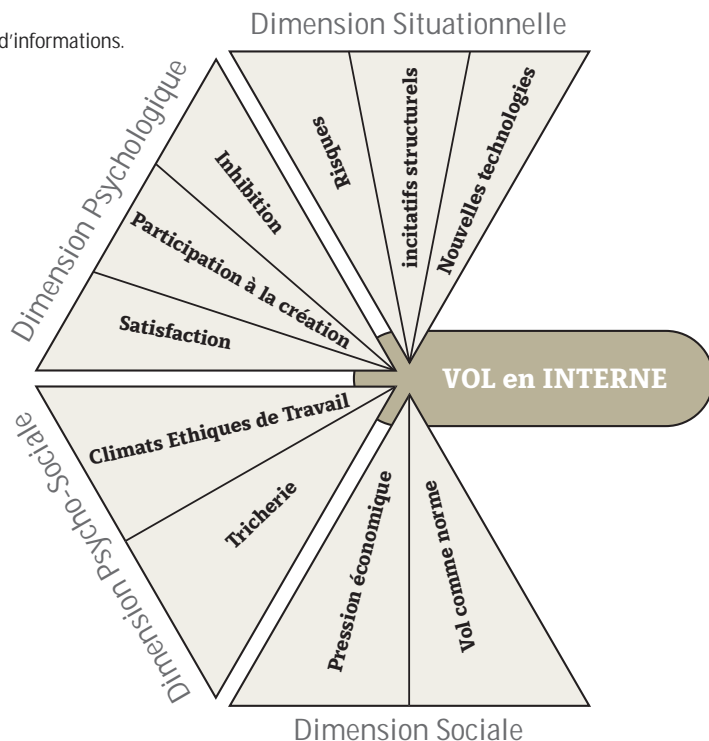 d'informations.
Dimension Situationnelle
Risques
incitatifs structurels
Nouvelles technologies
Dimension Psychologique
Inhibition
Participation à la création
Satisfaction
VOL en INTERNE
Dimension Psycho-Sociale
Climats Ethiques de Travail
Tricherie
Pression économique
Vol comme norme
Dimension Sociale